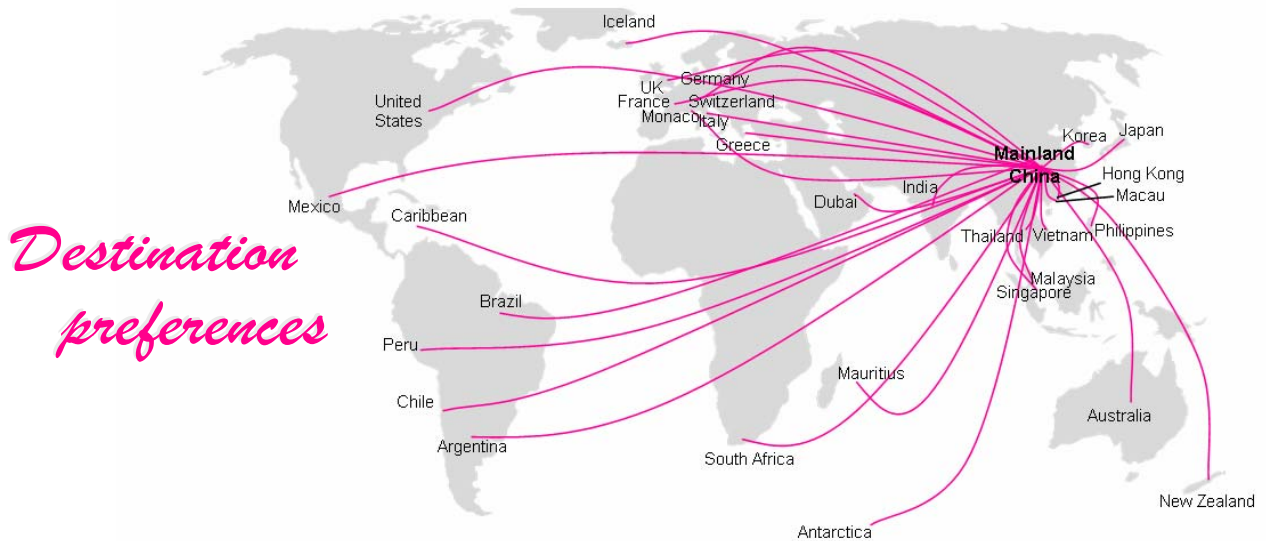 Iceland
United
States
UK
Germany
France
Switzerland
Monaco
Italy
Greece
Korea
Japan
Mainland
China
Hong Kong
Macau
India
Dubai
Mexico
Caribbean
Thailand
Vietnam
Philippines
Malaysia
Singapore
Destination
preferences
Brazil
Peru
Chile
Argentina
Mauritius
South Africa
Australia
New Zealand
Antarctica